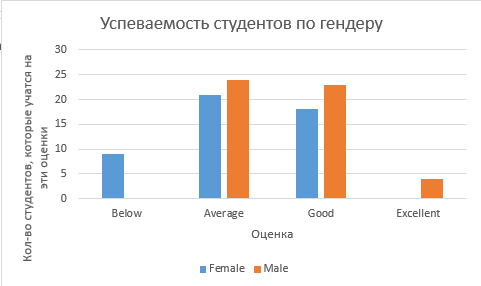 Успеваемость студентов по гендеру
Кол-во студентов, которые учатся на
эти оценки
30
25
20
15
10
5
0
Below Average Good Excellent
Оценка
Female Male